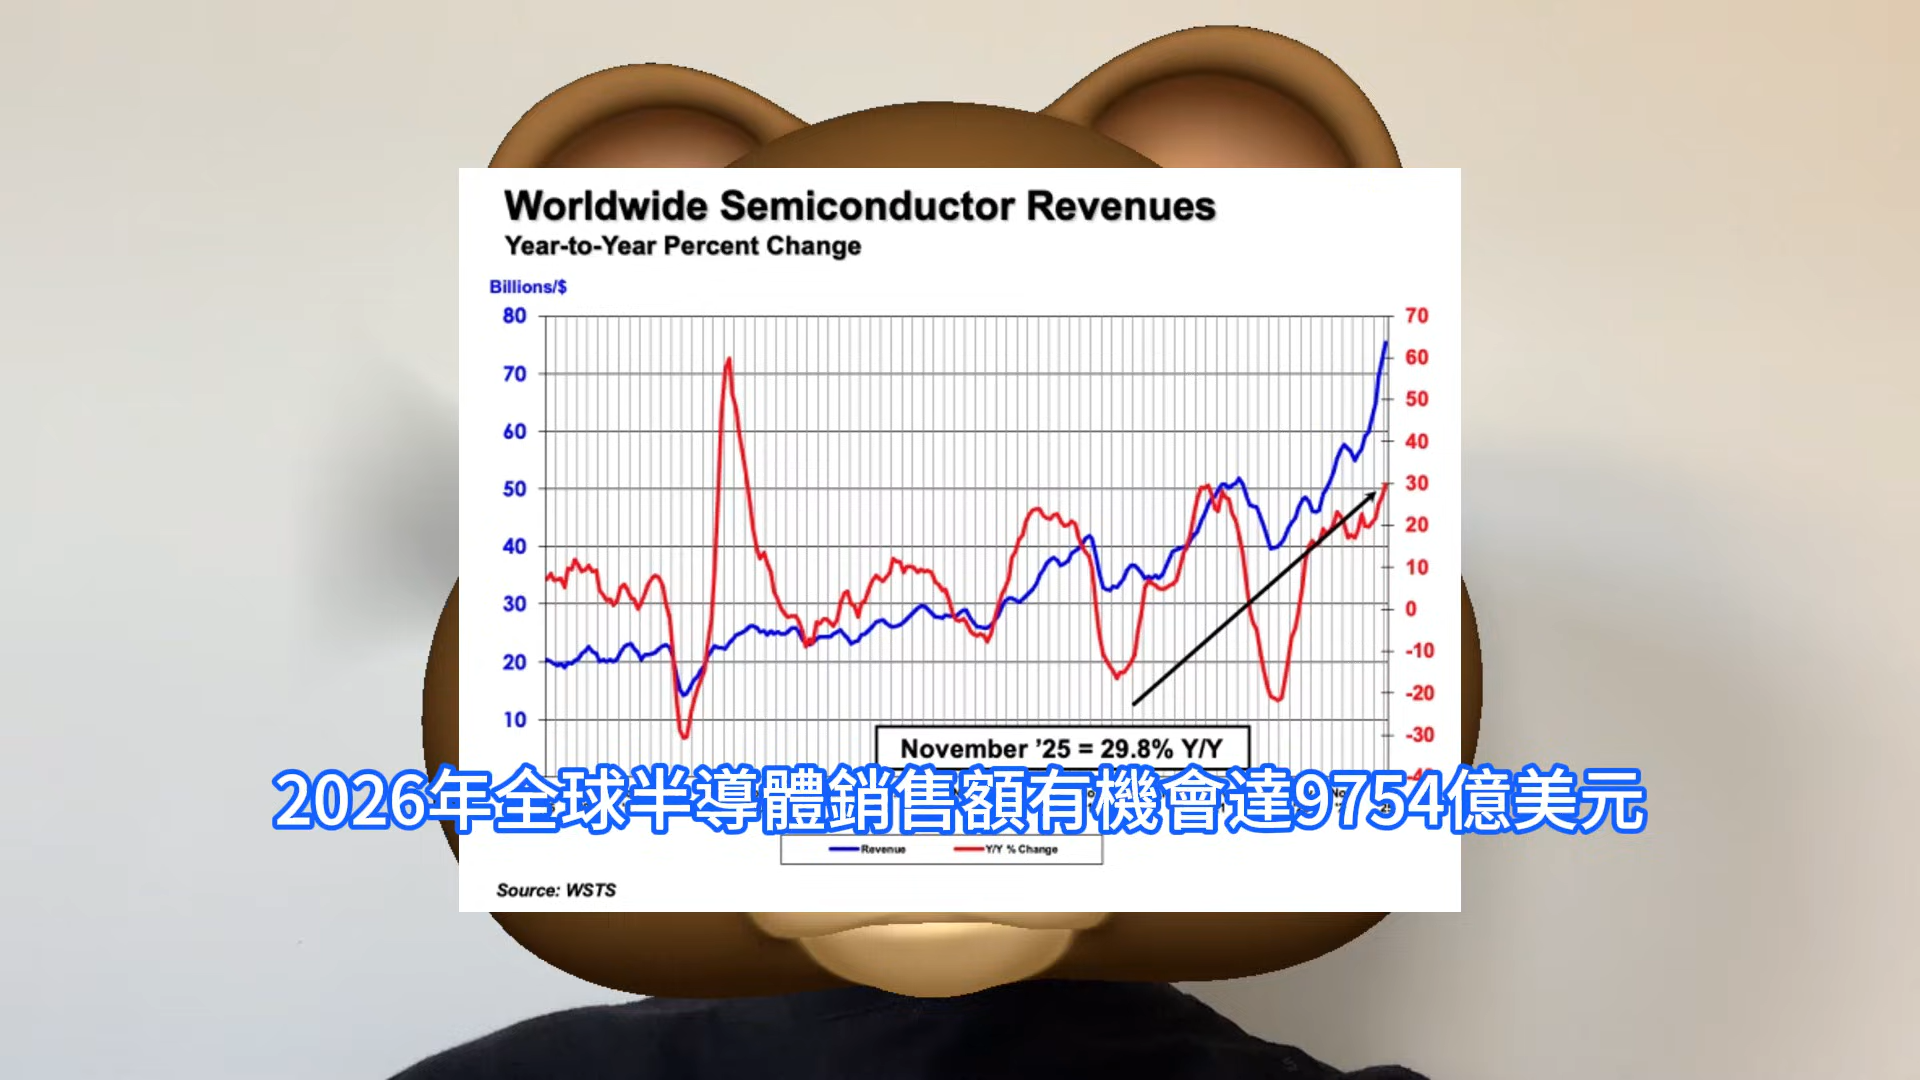 Worldwide Semiconductor Revenues
Year-to-Year Percent Change
Billions/$
80 70
70 60
50
60 40
50 30
20
40 10
30 0
-10
20 -20
10 -30
November ’25 = 29.8% Y/Y
2026年全球半導體銷售額有機會達9754億美元
Revenue Y/Y % Change
Source: WSTS